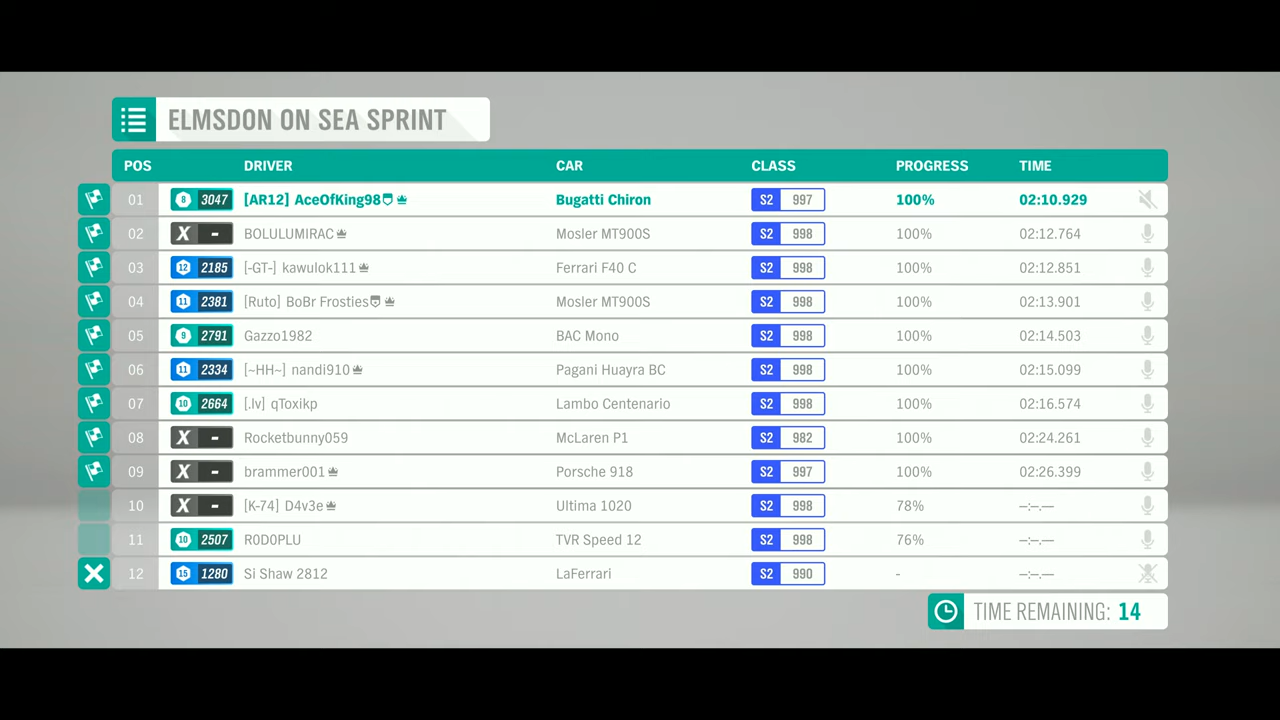 ELMSDON ON SEA SPRINT
POS DRIVER CAR CLASS PROGRESS TIME
01 8 3047 [AR12] AceOfKing98 Bugatti Chiron S2 997 100% 02:10.929
02 X - BOLULUMIRAC Mosler MT900S S2 998 100% 02:12.764
03 12 2185 [-GT-] kawulok111 Ferrari F40 C S2 998 100% 02:12.851
04 11 2381 [Ruto] BoBr Frosties Mosler MT900S S2 998 100% 02:13.901
05 9 2791 Gazzo1982 BAC Mono S2 998 100% 02:14.503
06 11 2334 [~HH~] nandi910 Pagani Huayra BC S2 998 100% 02:15.099
07 10 2664 [.lv] qToxikp Lambo Centenario S2 998 100% 02:16.574
08 X - Rocketbunny059 McLaren P1 S2 982 100% 02:24.261
09 X - brammer001 Porsche 918 S2 997 100% 02:26.399
10 X - [K-74] D4v3e Ultima 1020 S2 998 78% --:--.---
11 10 2507 R0D0PLU TVR Speed 12 S2 998 76% --:--.---
12 15 1280 Si Shaw 2812 LaFerrari S2 990 - --:--.---
TIME REMAINING: 14